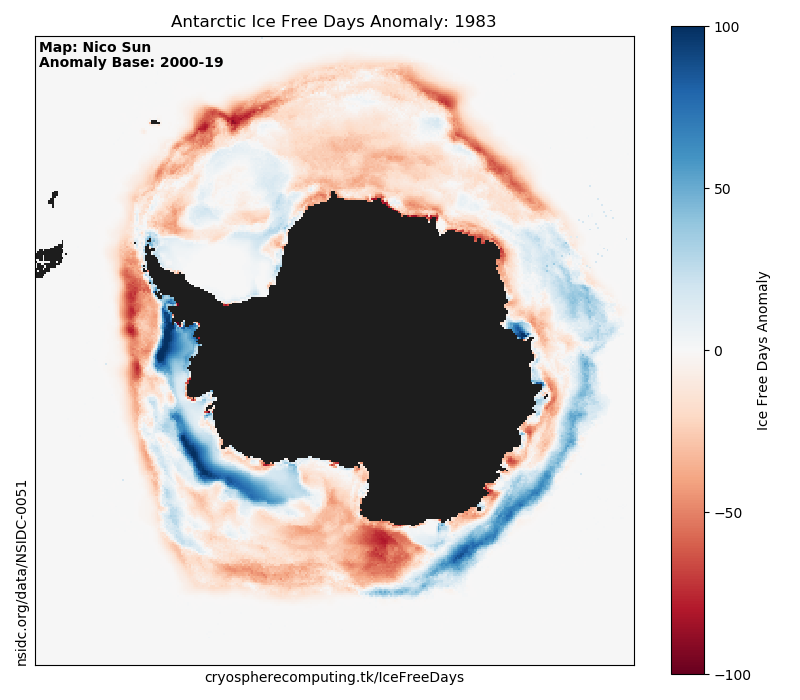 Antarctic Ice Free Days Anomaly: 1983
Map: Nico Sun
Anomaly Base: 2000-19
nsidc.org/data/NSIDC-0051
cryospherecomputing.tk/IceFreeDays
100
50
0
−50
−100
Ice Free Days Anomaly